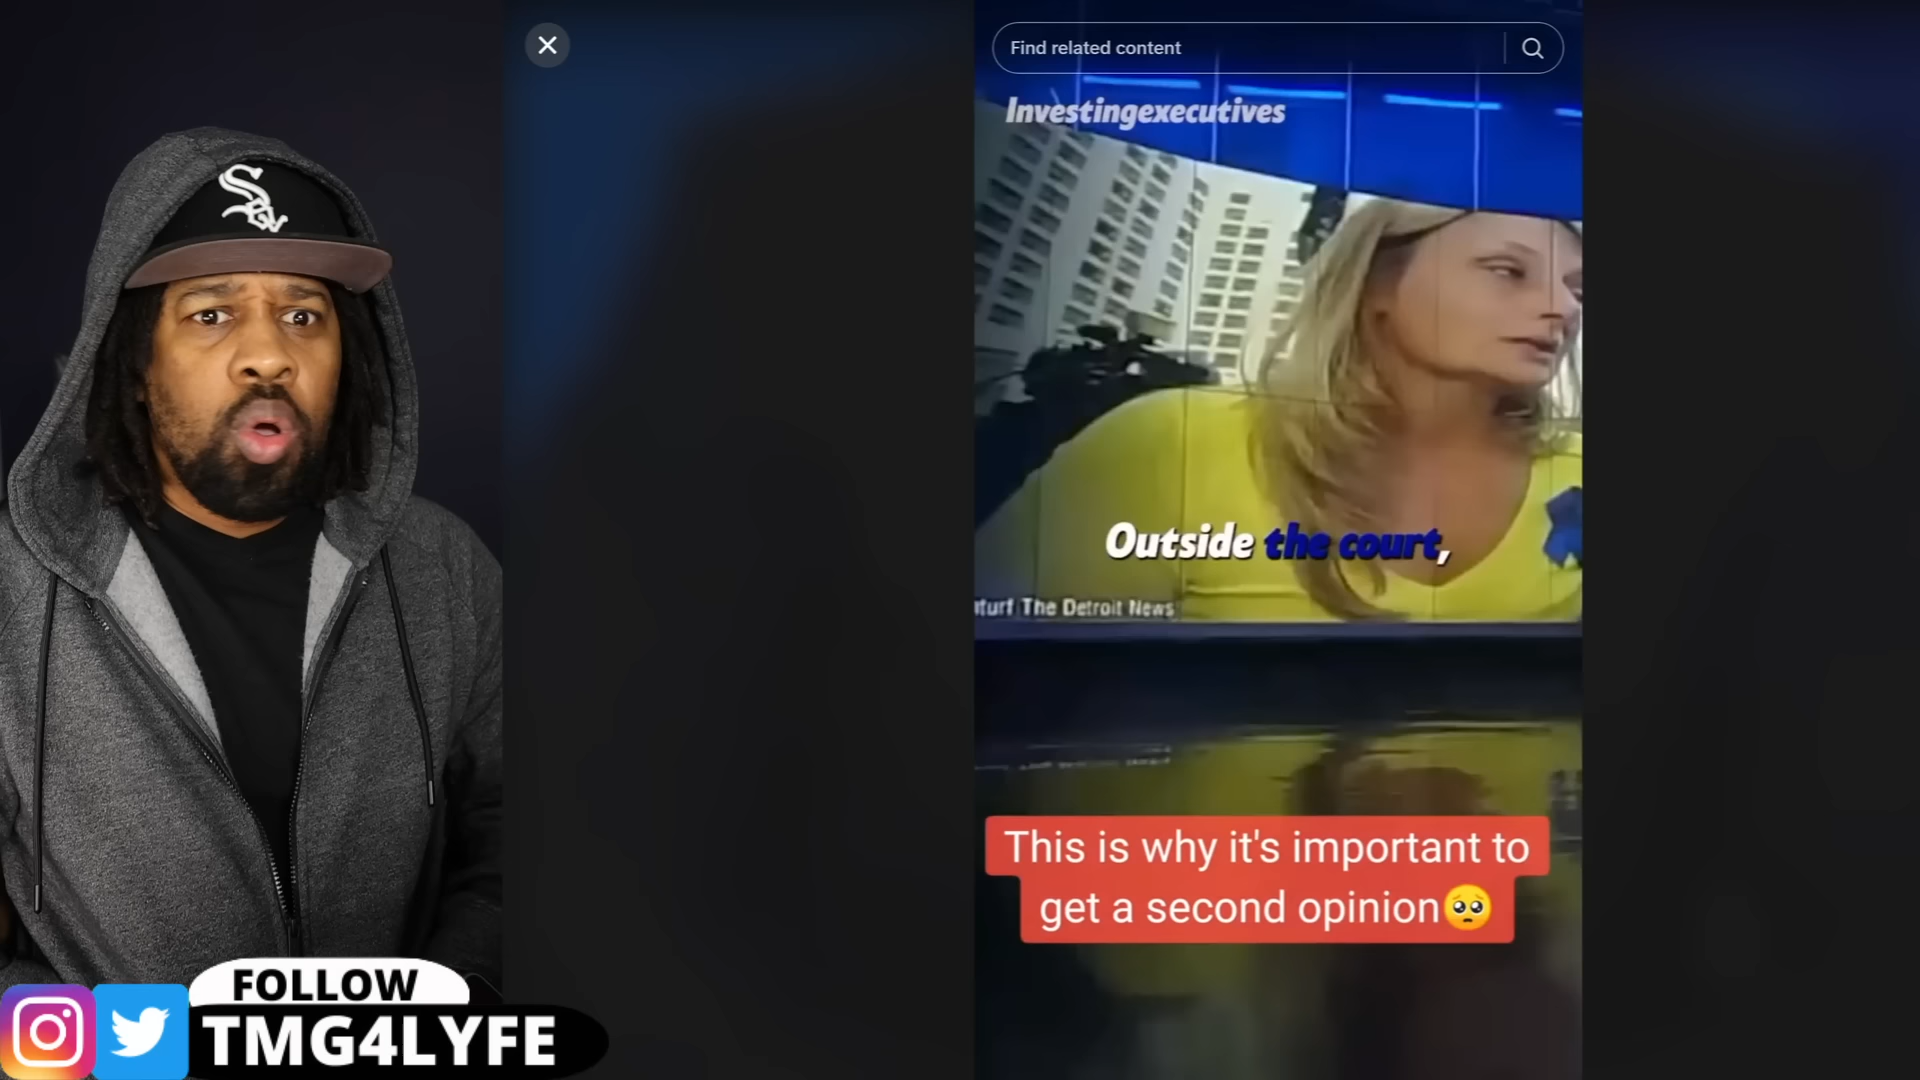 Find related content
Investingexecutives
Outside the court,
The Detroit News
This is why it's important to
get a second opinion🥺
FOLLOW
TMG4LYFE